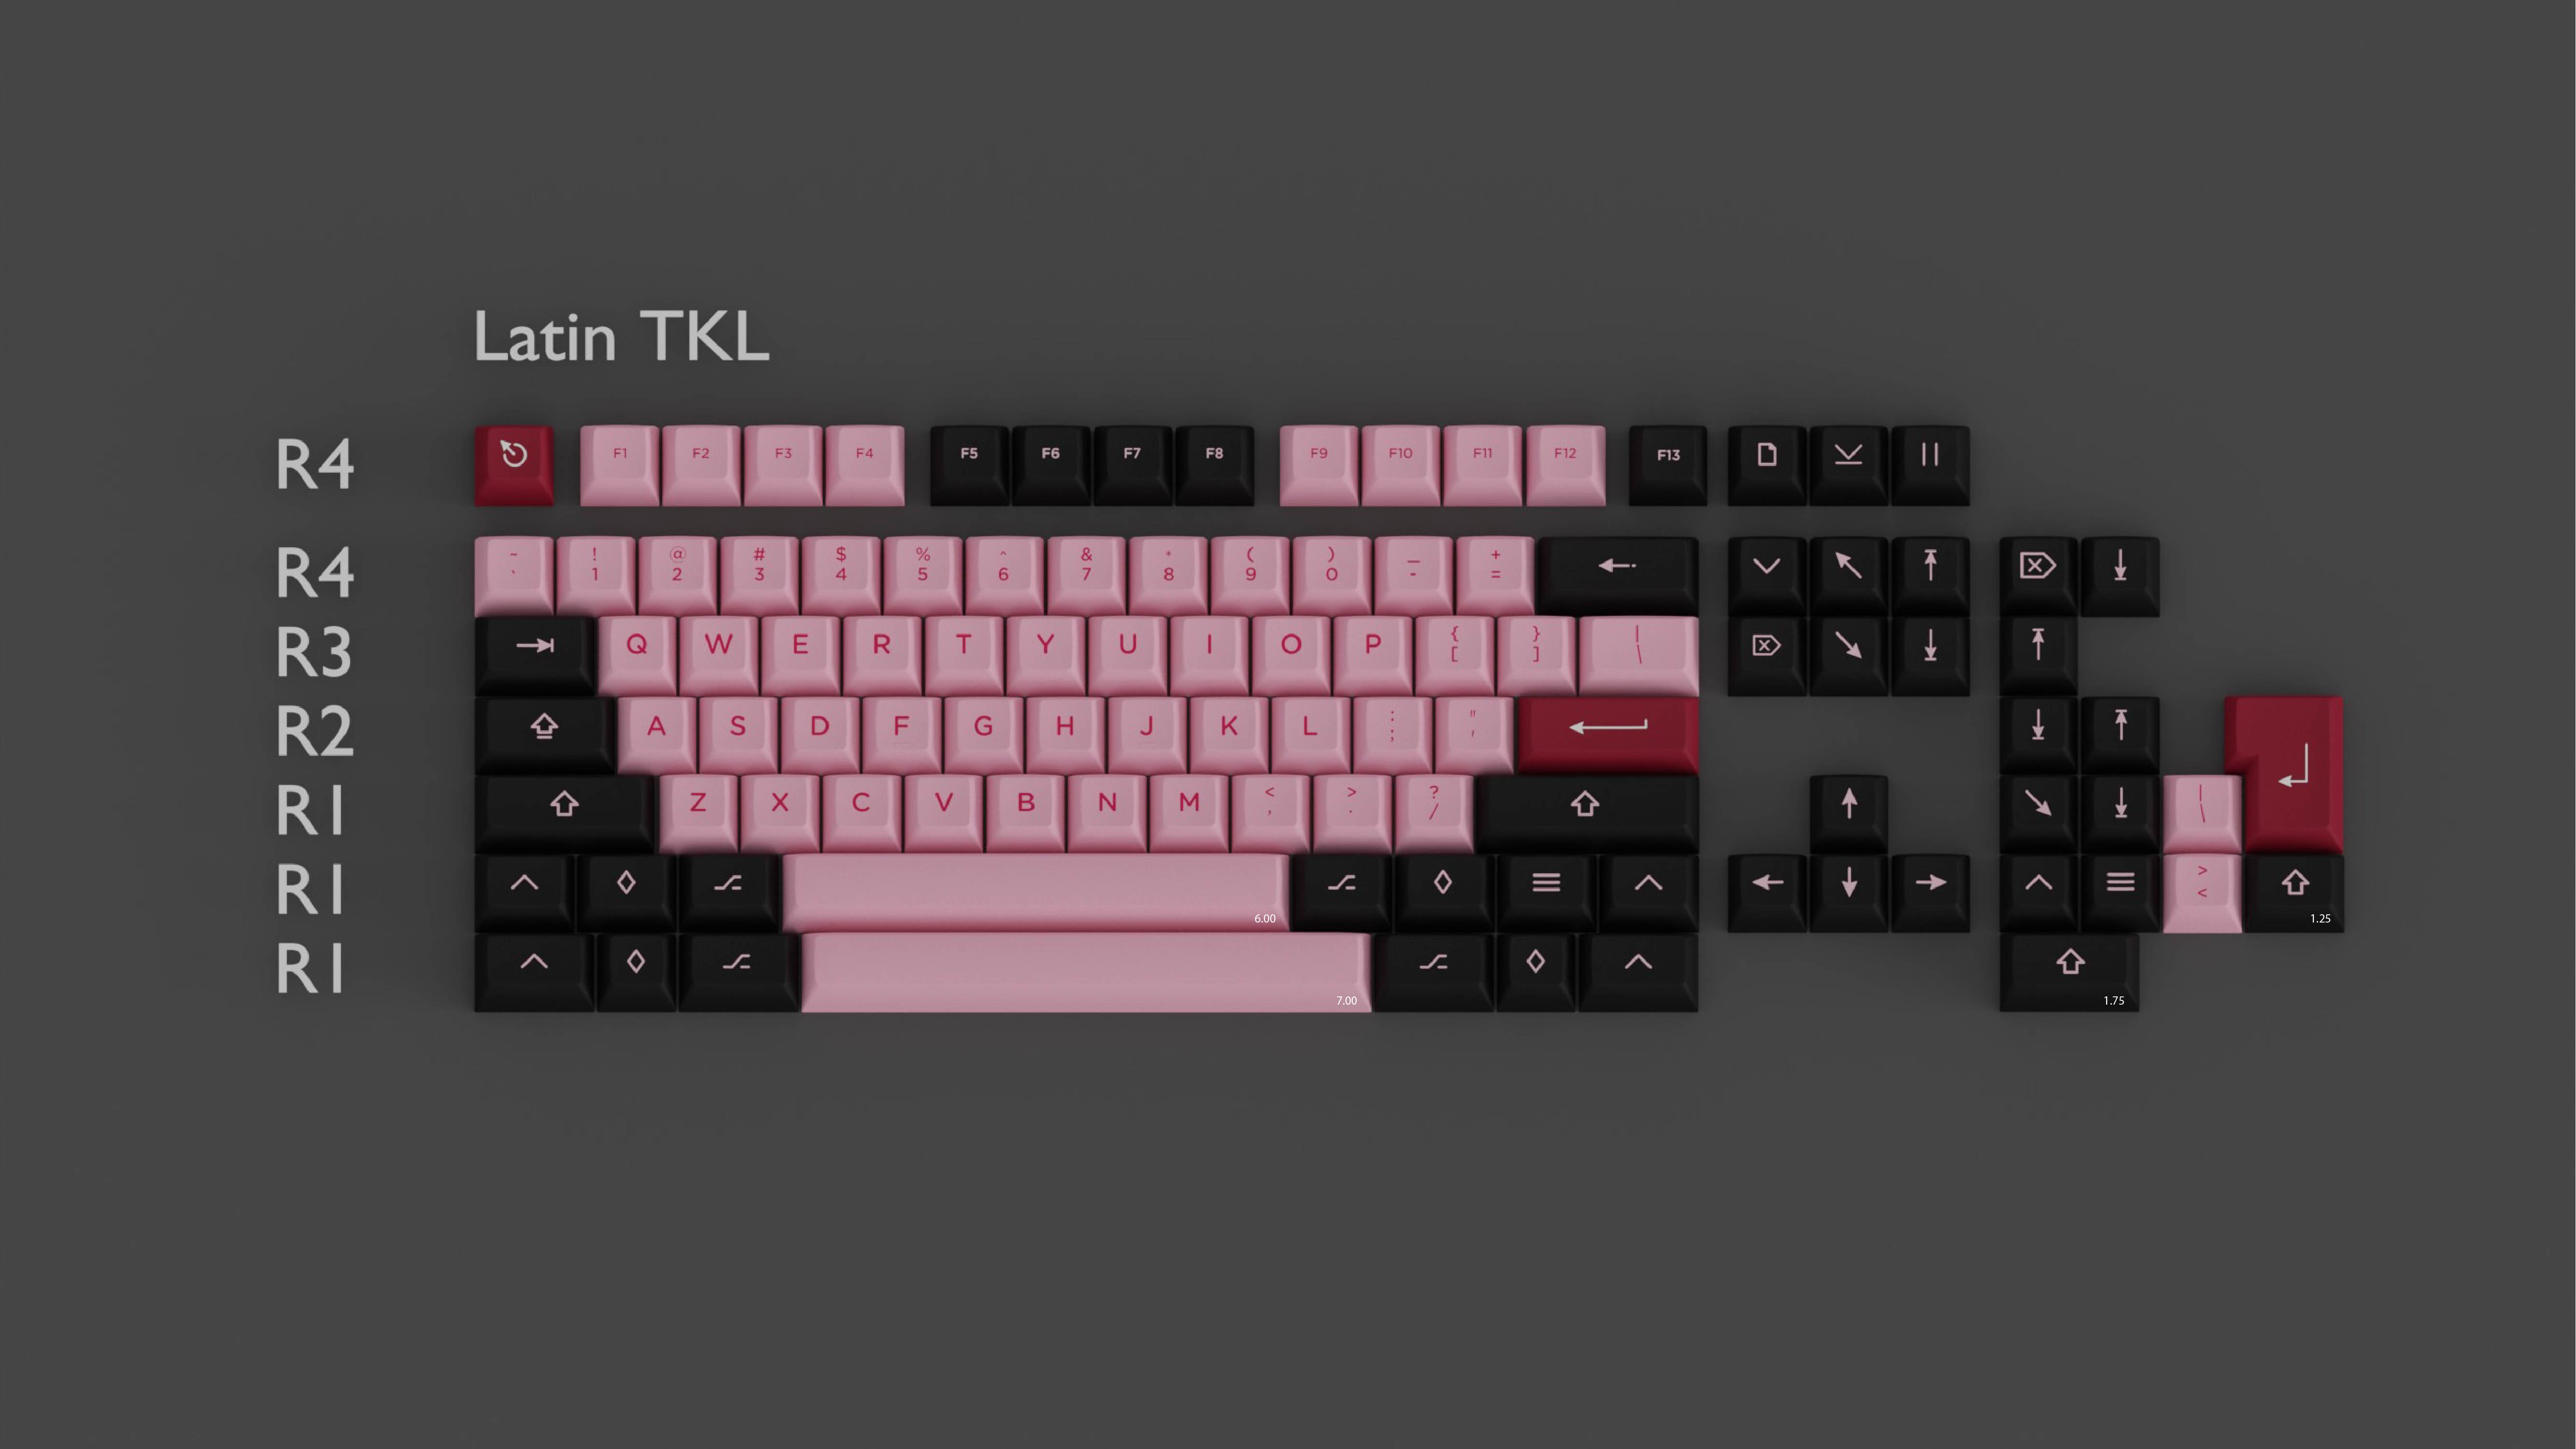 Latin TKL
R4 F1 F2 F3 F4 F5 F6 F7 F8 F9 F10 F11 F12 F13
R4 ~ ! @ # $ % ^ & * ( ) _ +
` 1 2 3 4 5 6 7 8 9 0 - =
R3 Q W E R T Y U I O P { } |
[ ] \
R2 A S D F G H J K L : "
; '
R1 Z X C V B N M < > ? |
, . / \
R1 6.00 > 1.25
<
R1 7.00 1.75